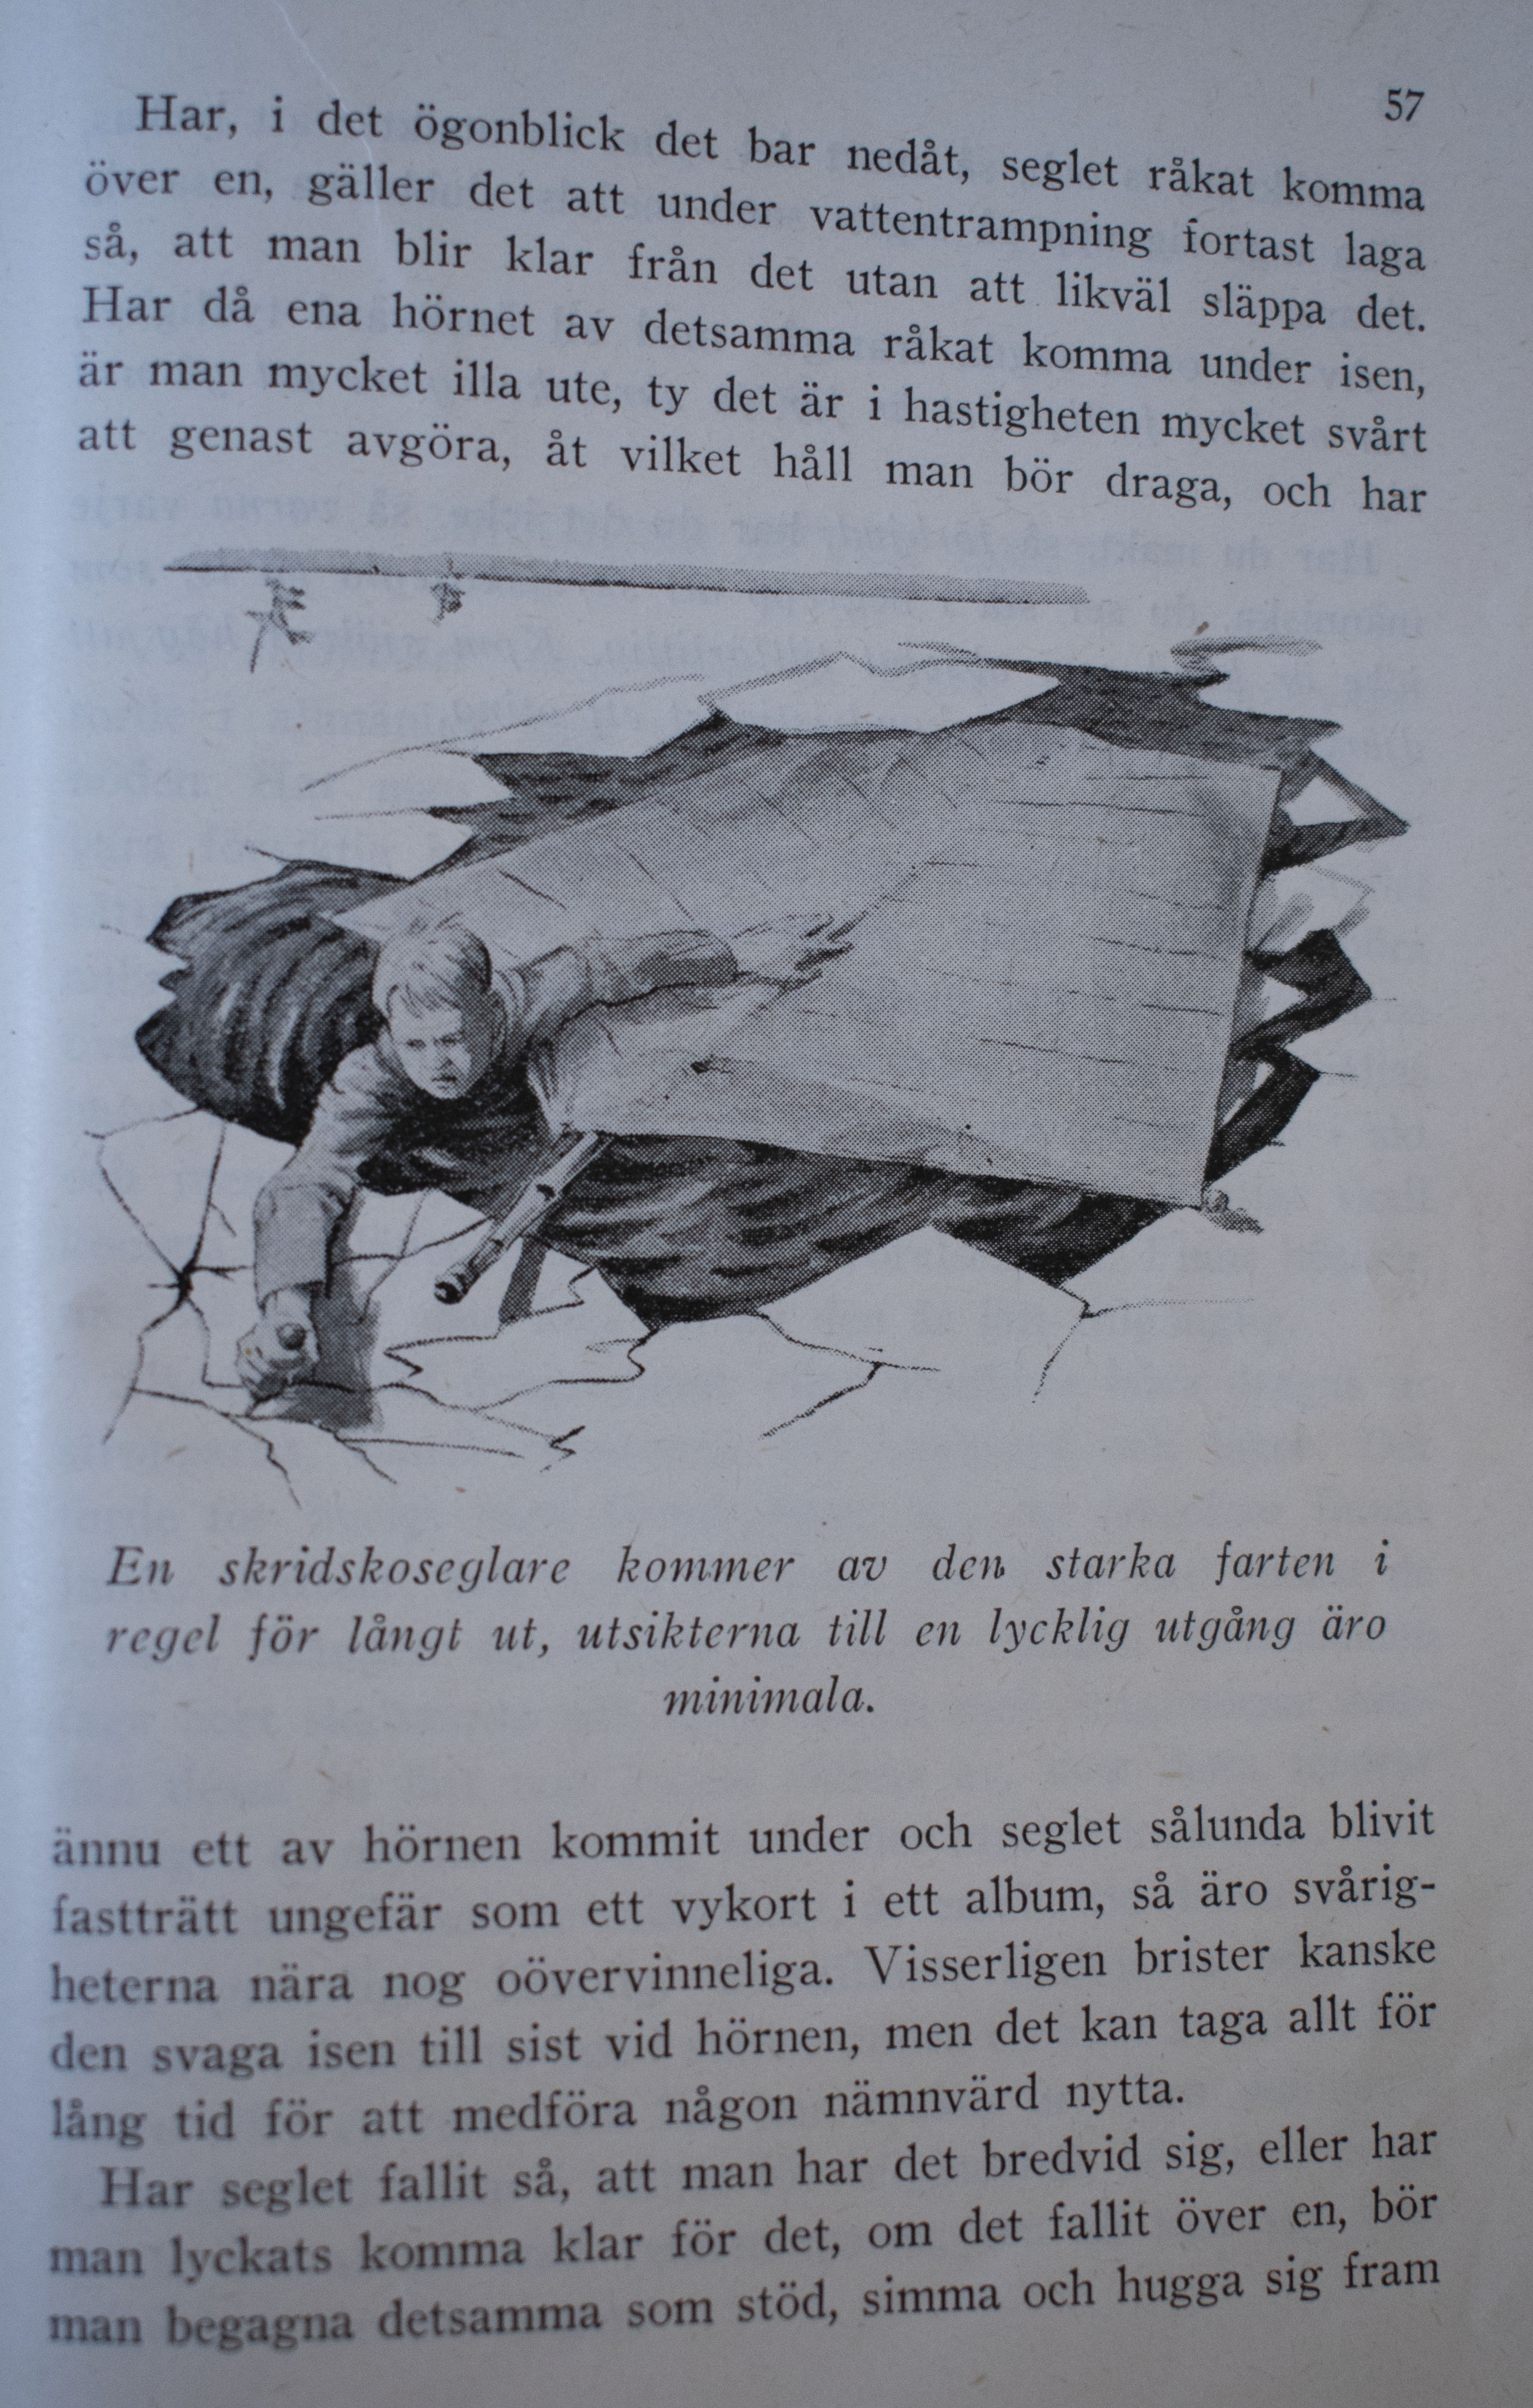 57
Har, i det ögonblick det bar nedåt, seglet råkat komma
över en, gäller det att under vattentrampning fortast laga
så, att man blir klar från det utan att likväl släppa det.
Har då ena hörnet av detsamma råkat komma under isen,
är man mycket illa ute, ty det är i hastigheten mycket svårt
att genast avgöra, åt vilket håll man bör draga, och har
En skridskoseglare kommer av den starka farten i
regel för långt ut, utsikterna till en lycklig utgång äro
minimala.
ännu ett av hörnen kommit under och seglet sålunda blivit
fastträtt ungefär som ett vykort i ett album, så äro svårig-
heterna nära nog oövervinneliga. Visserligen brister kanske
den svaga isen till sist vid hörnen, men det kan taga allt för
lång tid för att medföra någon nämnvärd nytta.
Har seglet fallit så, att man har det bredvid sig, eller har
man lyckats komma klar för det, om det fallit över en, bör
man begagna detsamma som stöd, simma och hugga sig fram